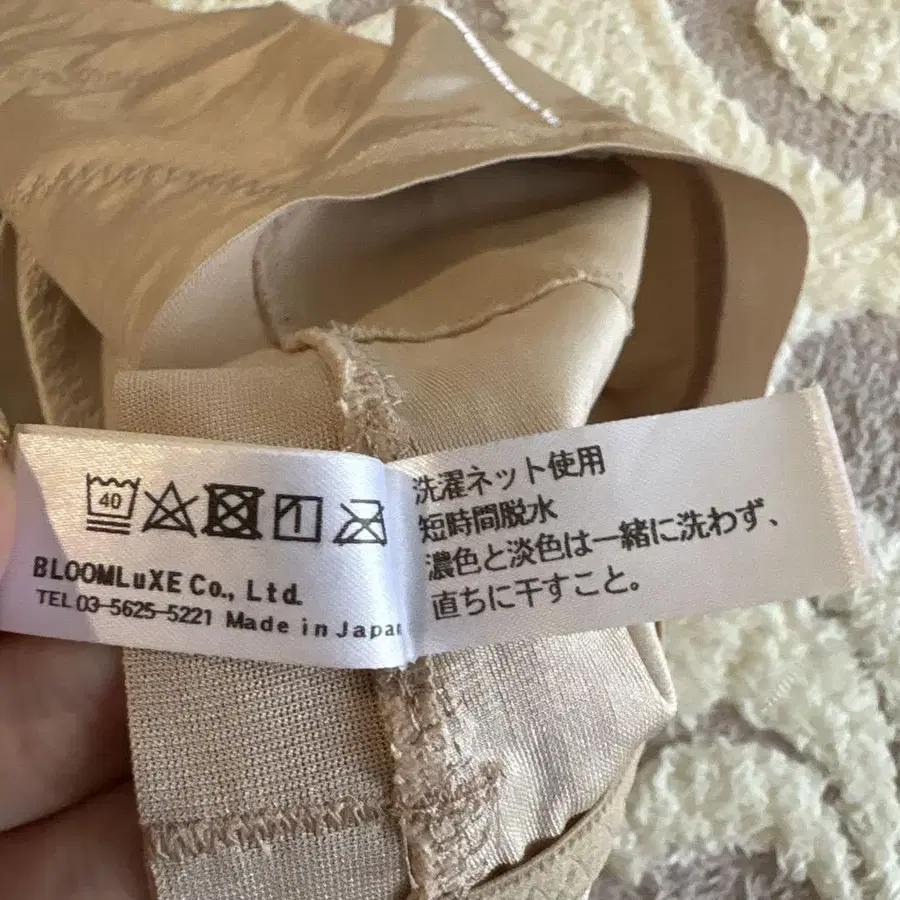 40
BLOOMLuXE Co., Ltd.
TEL 03-5625-5221 Made in Japan
洗濯ネット使用
短時間脱水
濃色と淡色は一緒に洗わず、
直ちに干すこと。